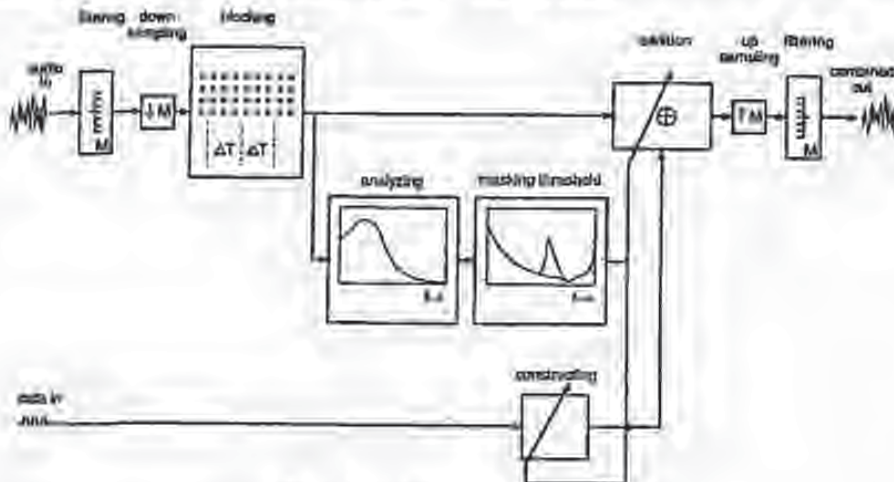 filtering down sampling blocking
audio in
M
↓M
ΔT ΔT
addition up sampling filtering
combined out
⊕
↑M
M
analyzing masking threshold
data in
constructing